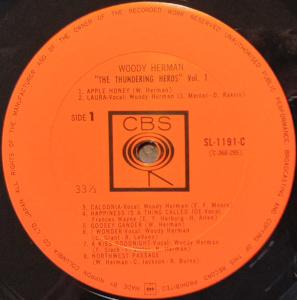 WOODY HERMAN
"THE THUNDERING HERDS" Vol. 1
1. APPLE HONEY (W. Herman)
2. LAURA-Vocal: Woody Herman (J. Mercer - D. Raksin)
SIDE 1
CBS
SL-1191-C
33⅓
3. CALDONIA-Vocal: Woody Herman (F. Moore)
4. HAPPINESS IS A THING CALLED JOE-Vocal:
Frances Wayne (E. Y. Harburg - H. Arlen)
5. GOOSEY GANDER (W. Herman)
6. I WONDER-Vocal: Woody Herman
7. A KISS GOODNIGHT-Vocal: Woody Herman
8. NORTHWEST PASSAGE
(W. Herman - C. Jackson - R. Burns)